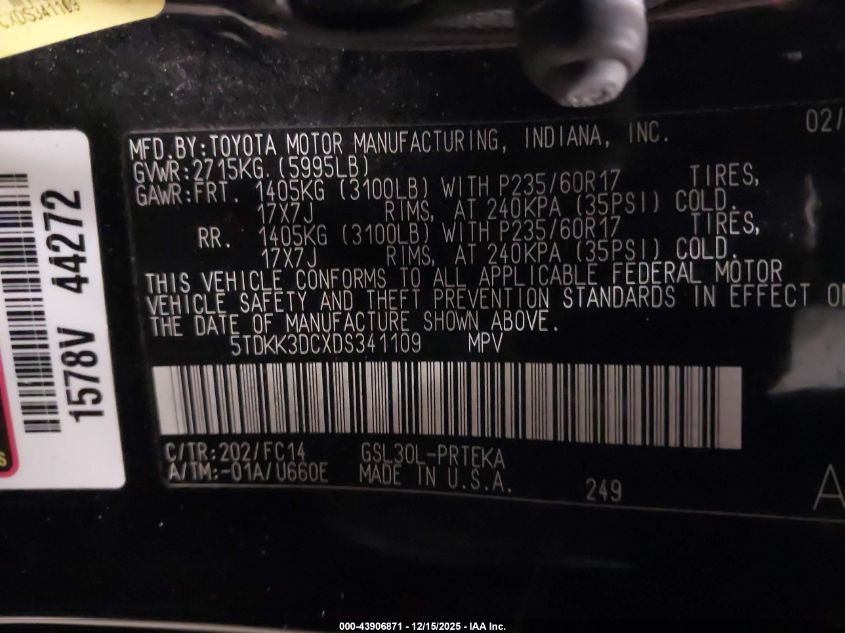 CXDS341109
1578V 44272
02/
MFD.BY:TOYOTA MOTOR MANUFACTURING, INDIANA, INC.
GVWR:2715KG.(5995LB)
GAWR:FRT. 1405KG (3100LB) WITH P235/60R17 TIRES,
17X7J RIMS, AT 240KPA (35PSI) COLD.
RR. 1405KG (3100LB) WITH P235/60R17 TIRES,
17X7J RIMS, AT 240KPA (35PSI) COLD.
THIS VEHICLE CONFORMS TO ALL APPLICABLE FEDERAL MOTOR
VEHICLE SAFETY AND THEFT PREVENTION STANDARDS IN EFFECT ON
THE DATE OF MANUFACTURE SHOWN ABOVE.
5TDKK3DCXDS341109 MPV
C/TR:202/FC14 GSL30L-PRTEKA
A/TM:-01A/U660E MADE IN U.S.A.
249
A
000-43906871 - 12/15/2025 - IAA Inc.